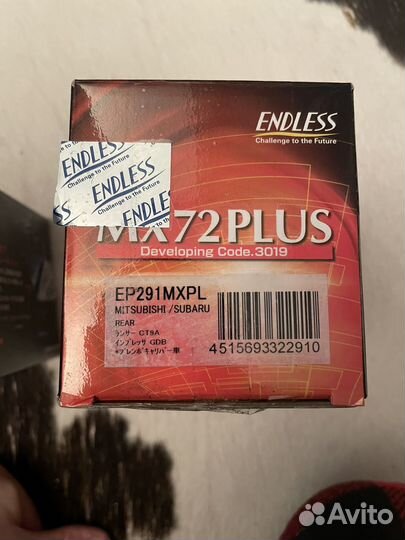 ENDLESS
Challenge to the Future
ENDLESS
Challenge to the Future
ENDLESS
Challenge to the Future
ENDLESS
MX72PLUS
Developing Code.3019
EP291MXPL
MITSUBISHI /SUBARU
REAR
ランサー CT9A
インプレッサ GDB
*ブレンボキャリパー車
4515693322910
Avito